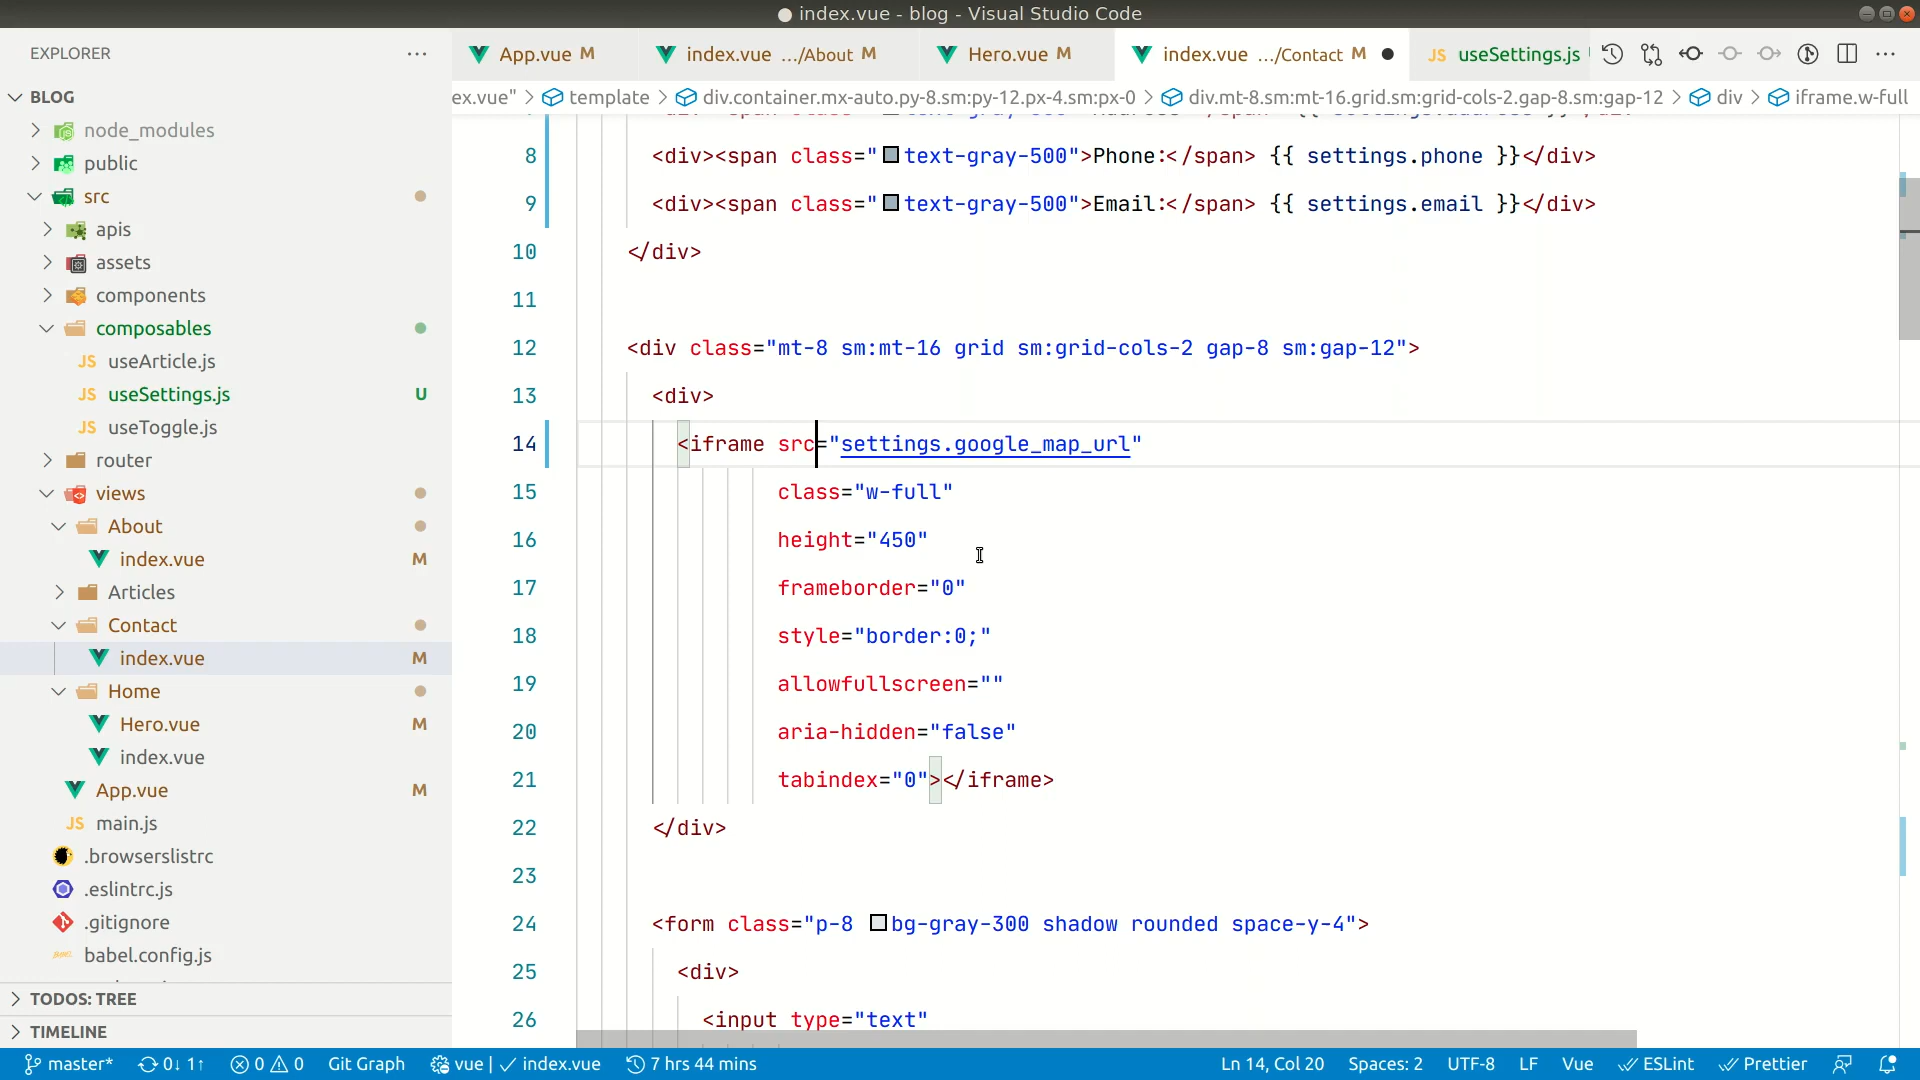 index.vue - blog - Visual Studio Code
EXPLORER
App.vue M
index.vue .../About M
Hero.vue M
index.vue .../Contact M
JS useSettings.js
ex.vue" > template > div.container.mx-auto.py-8.sm:py-12.px-4.sm:px-0 > div.mt-8.sm:mt-16.grid.sm:grid-cols-2.gap-8.sm:gap-12 > div > iframe.w-full
BLOG
node_modules
public
src
apis
assets
components
composables
JS useArticle.js
JS useSettings.js U
JS useToggle.js
router
views
About
index.vue M
Articles
Contact
index.vue M
Home
Hero.vue M
index.vue
App.vue M
JS main.js
.browserslistrc
.eslintrc.js
.gitignore
babel.config.js
TODOS: TREE
TIMELINE
8 <div><span class="text-gray-500">Phone:</span> {{ settings.phone }}</div>
9 <div><span class="text-gray-500">Email:</span> {{ settings.email }}</div>
10 </div>
11
12 <div class="mt-8 sm:mt-16 grid sm:grid-cols-2 gap-8 sm:gap-12">
13 <div>
14 <iframe src="settings.google_map_url"
15 class="w-full"
16 height="450"
17 frameborder="0"
18 style="border:0;"
19 allowfullscreen=""
20 aria-hidden="false"
21 tabindex="0"></iframe>
22 </div>
23
24 <form class="p-8 bg-gray-300 shadow rounded space-y-4">
25 <div>
26 <input type="text"
master* 0↓ 1↑ 0 0 Git Graph vue | ✓ index.vue 7 hrs 44 mins Ln 14, Col 20 Spaces: 2 UTF-8 LF Vue ESLint Prettier